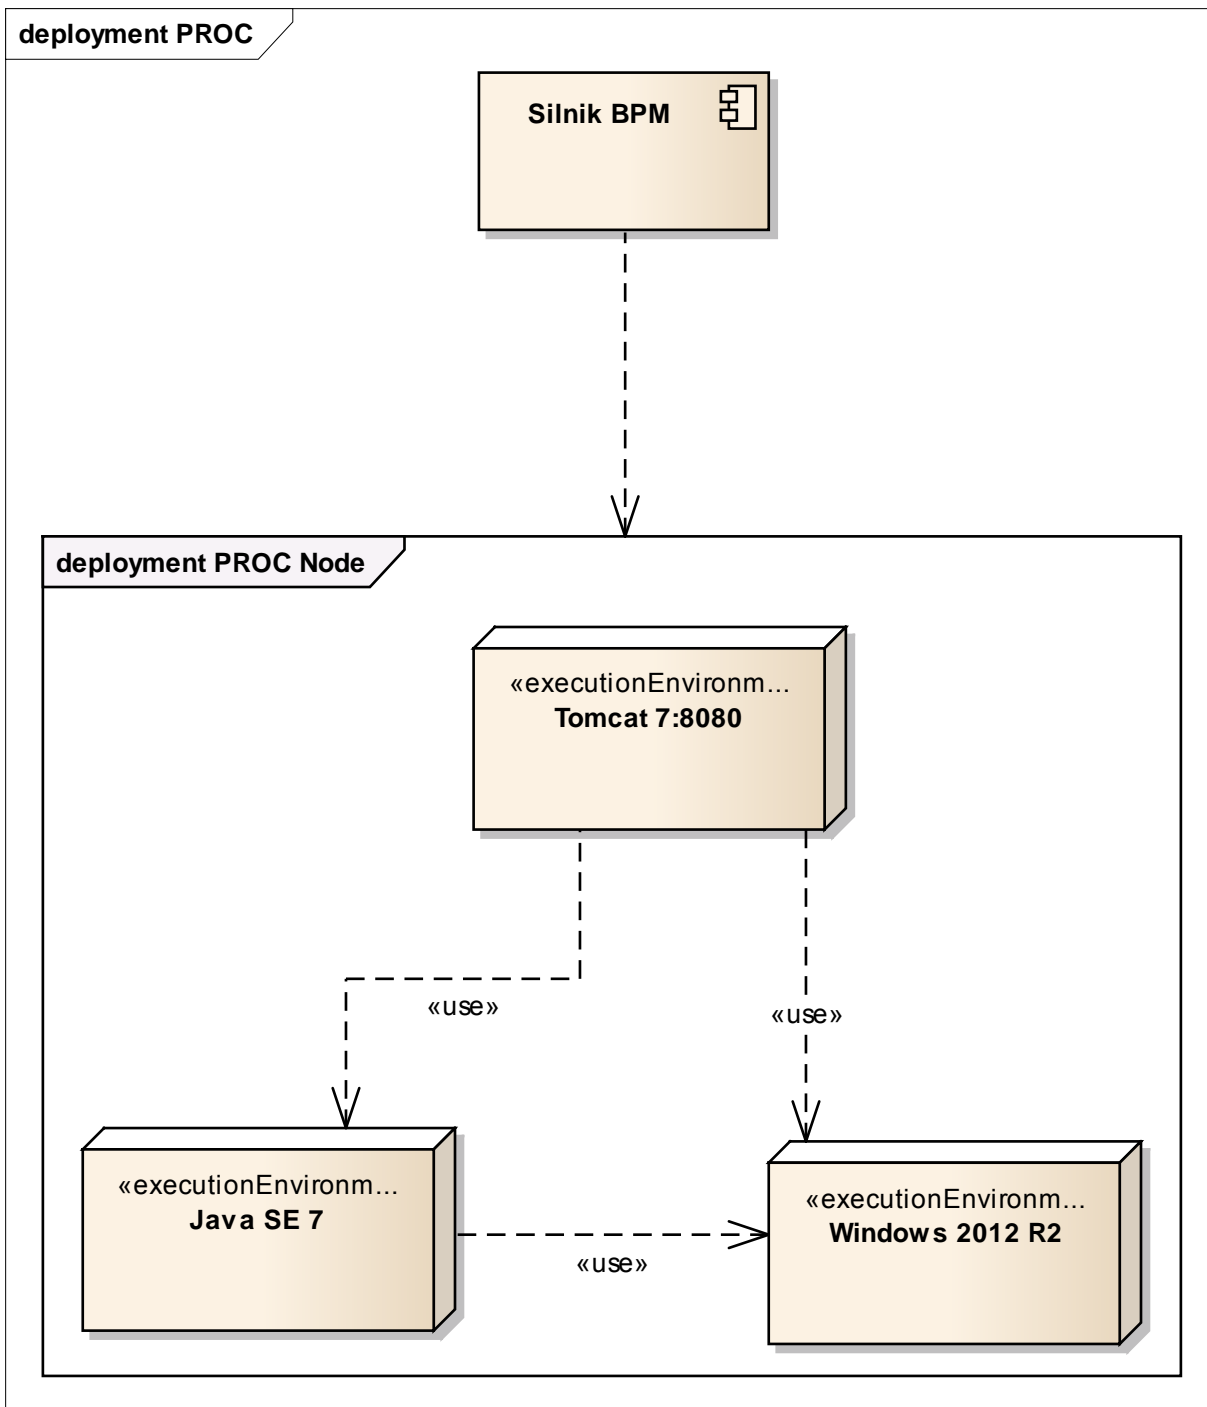 deployment PROC
Silnik BPM
deployment PROC Node
«executionEnvironm...
Tomcat 7:8080
«use»
«use»
«executionEnvironm...
Java SE 7
«executionEnvironm...
Windows 2012 R2
«use»